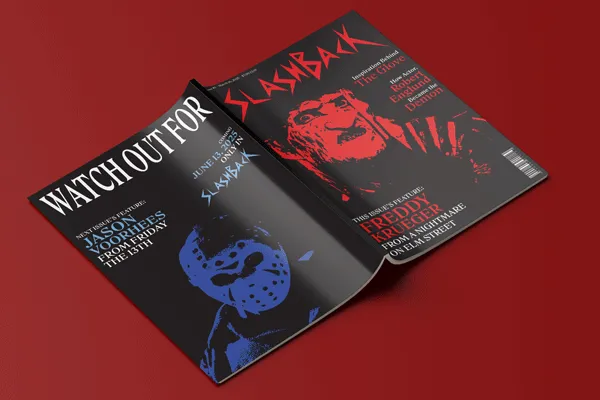 WATCH OUT FOR
COMING
JUNE 13, 2025
ONLY IN
SLASHBACK
NEXT ISSUE'S FEATURE:
JASON
VOORHEES
FROM FRIDAY
THE 13TH
SLASHBACK
Inspiration Behind
The Glove
How Actor,
Robert
Englund
Became the
Demon
THIS ISSUE'S FEATURE:
FREDDY
KRUEGER
FROM A NIGHTMARE
ON ELM STREET